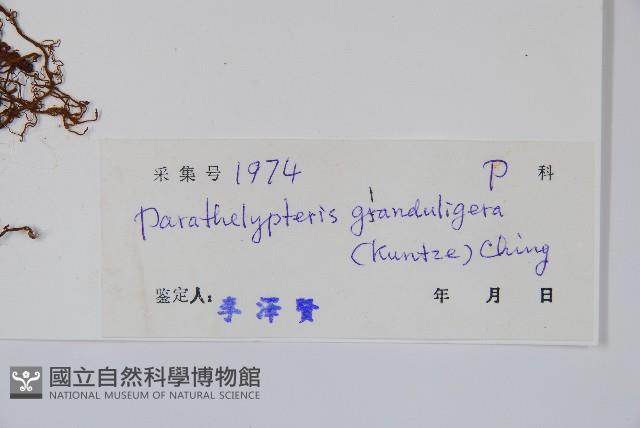 采集号 1974 P 科
Parathelypteris glanduligera
(Kuntze) Ching
鉴定人: 李泽贤 年 月 日
國立自然科學博物館
NATIONAL MUSEUM OF NATURAL SCIENCE